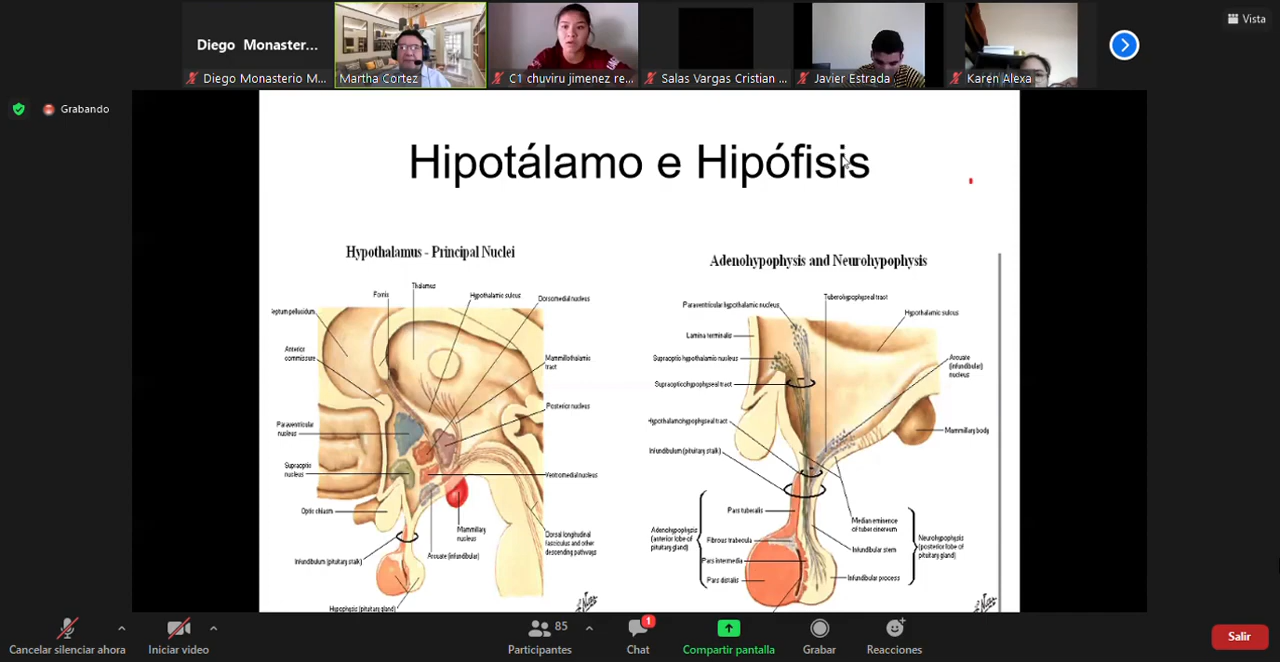 Vista
Diego Monaster...
Diego Monasterio M...
Martha Cortez
C1 chuviru jimenez re...
Salas Vargas Cristian ...
Javier Estrada
Karen Alexa
Grabando
Hipotálamo e Hipófisis
Hypothalamus - Principal Nuclei
Fornix
Thalamus
Hypothalamic sulcus
Dorsomedial nucleus
Septum pellucidum
Anterior
commissure
Mammillothalamic
tract
Posterior nucleus
Paraventricular
nucleus
Supraoptic
nucleus
Ventromedial nucleus
Optic chiasm
Mammillary
nucleus
Dorsal longitudinal
fasciculus and other
descending pathways
Arcuate (infundibular)
Infundibulum (pituitary stalk)
Hypophysis (pituitary gland)
Adenohypophysis and Neurohypophysis
Paraventricular hypothalamic nucleus
Tuberohypophyseal tract
Hypothalamic sulcus
Lamina terminalis
Supraoptic hypothalamic nucleus
Arcuate
(infundibular)
nucleus
Supraopticohypophyseal tract
Hypothalamohypophyseal tract
Mammillary body
Infundibulum (pituitary stalk)
Pars tuberalis
Median eminence
of tuber cinereum
Adenohypophysis
(anterior lobe of
pituitary gland)
Fibrous trabecula
Infundibular stem
Neurohypophysis
(posterior lobe of
pituitary gland)
Pars intermedia
Pars distalis
Infundibular process
Cancelar silenciar ahora
Iniciar video
85
Participantes
1
Chat
Compartir pantalla
Grabar
Reacciones
Salir